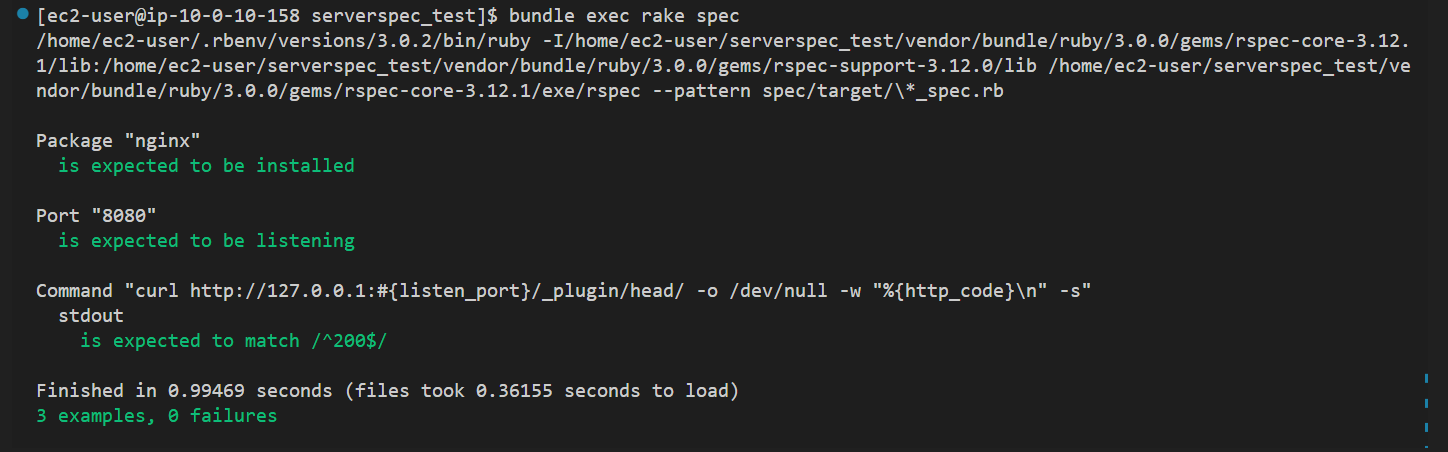 [ec2-user@ip-10-0-10-158 serverspec_test]$ bundle exec rake spec
/home/ec2-user/.rbenv/versions/3.0.2/bin/ruby -I/home/ec2-user/serverspec_test/vendor/bundle/ruby/3.0.0/gems/rspec-core-3.12.
1/lib:/home/ec2-user/serverspec_test/vendor/bundle/ruby/3.0.0/gems/rspec-support-3.12.0/lib /home/ec2-user/serverspec_test/ve
ndor/bundle/ruby/3.0.0/gems/rspec-core-3.12.1/exe/rspec --pattern spec/target/\*_spec.rb
Package "nginx"
is expected to be installed
Port "8080"
is expected to be listening
Command "curl http://127.0.0.1:#{listen_port}/_plugin/head/ -o /dev/null -w "%{http_code}\n" -s"
stdout
is expected to match /^200$/
Finished in 0.99469 seconds (files took 0.36155 seconds to load)
3 examples, 0 failures